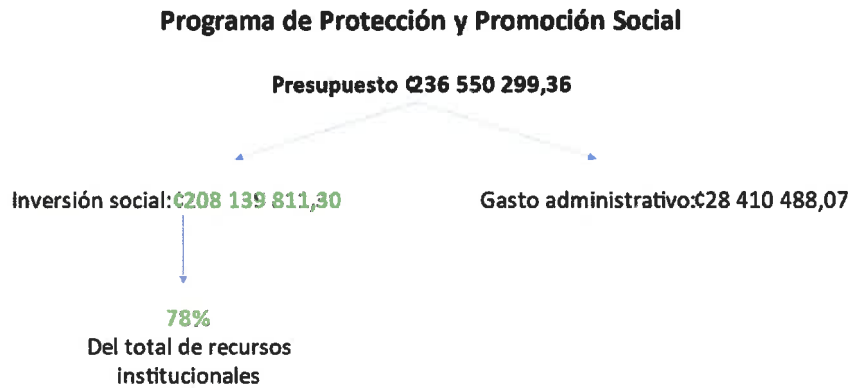 Programa de Protección y Promoción Social
Presupuesto ₡236 550 299,36
Inversión social:₡208 139 811,30
Gasto administrativo:₡28 410 488,07
78%
Del total de recursos
institucionales